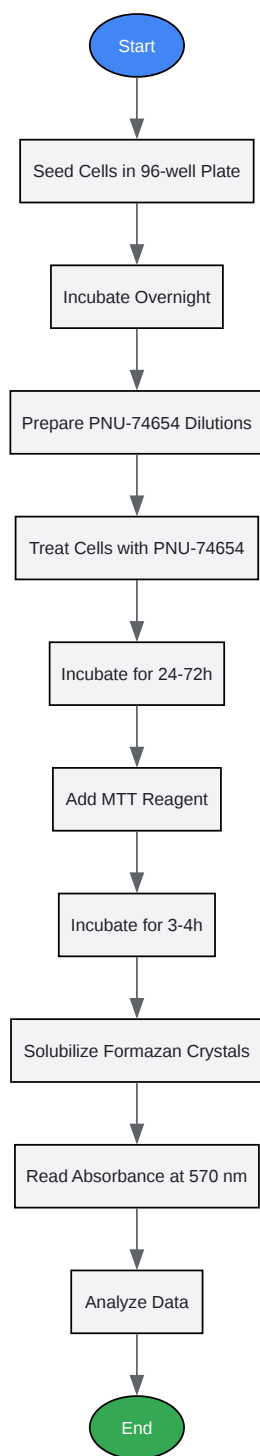 Start
Seed Cells in 96-well Plate
Incubate Overnight
Prepare PNU-74654 Dilutions
Treat Cells with PNU-74654
Incubate for 24-72h
Add MTT Reagent
Incubate for 3-4h
Solubilize Formazan Crystals
Read Absorbance at 570 nm
Analyze Data
End